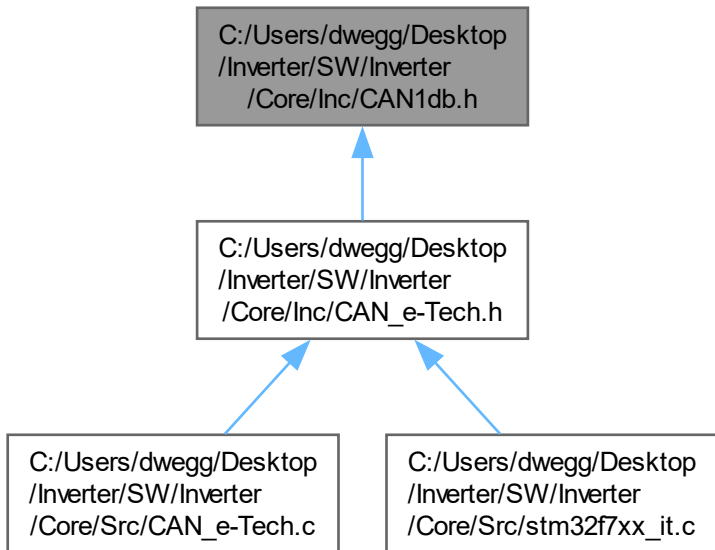 C:/Users/dwegg/Desktop
/Inverter/SW/Inverter
/Core/Inc/CAN1db.h
C:/Users/dwegg/Desktop
/Inverter/SW/Inverter
/Core/Inc/CAN_e-Tech.h
C:/Users/dwegg/Desktop
/Inverter/SW/Inverter
/Core/Src/CAN_e-Tech.c
C:/Users/dwegg/Desktop
/Inverter/SW/Inverter
/Core/Src/stm32f7xx_it.c